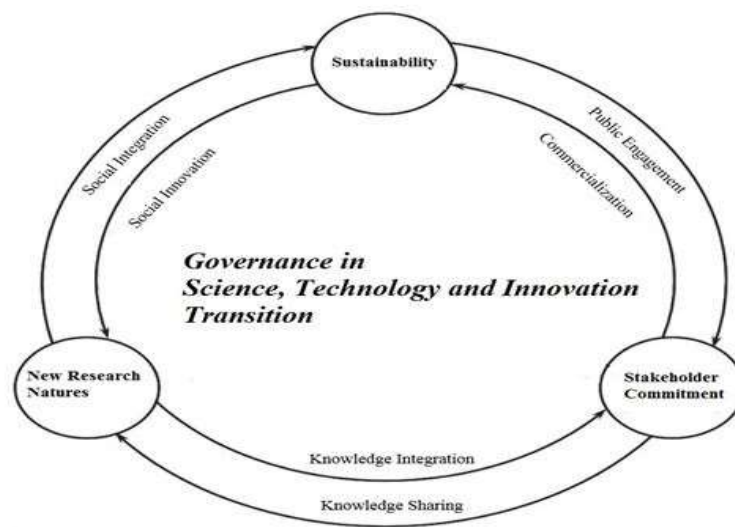 Sustainability
Social Integration
Social Innovation
Public Engagement
Commercialization
Governance in
Science, Technology and Innovation
Transition
New Research
Natures
Stakeholder
Commitment
Knowledge Integration
Knowledge Sharing